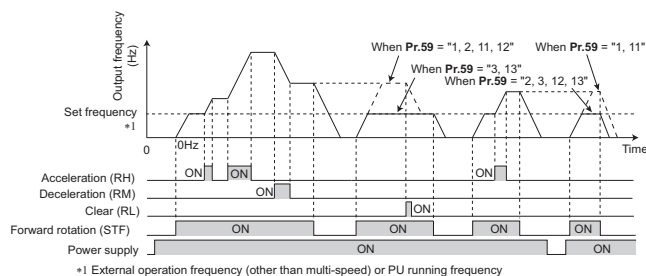 Output frequency
(Hz)
When Pr.59 = "1, 2, 11, 12"
When Pr.59 = "1, 11"
When Pr.59 = "3, 13"
When Pr.59 = "2, 3, 12, 13"
Set frequency
*1
0
0Hz
Time
Acceleration (RH)
ON
ON
ON
Deceleration (RM)
ON
Clear (RL)
ON
Forward rotation (STF)
ON
ON
ON
ON
Power supply
ON
ON
*1 External operation frequency (other than multi-speed) or PU running frequency